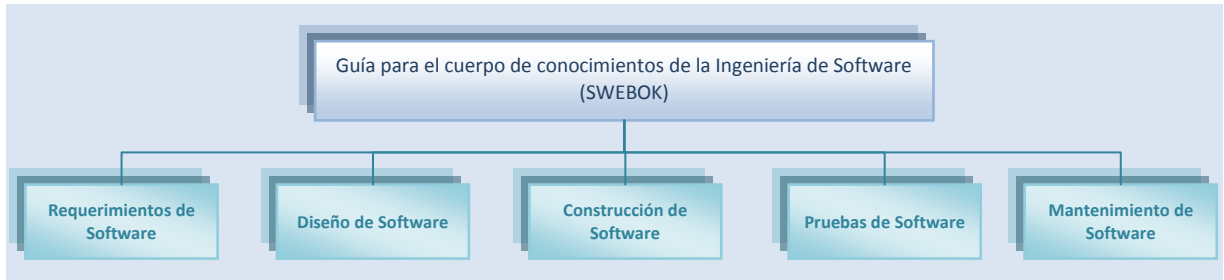 Guía para el cuerpo de conocimientos de la Ingeniería de Software
(SWEBOK)
Requerimientos de
Software
Diseño de Software
Construcción de
Software
Pruebas de Software
Mantenimiento de
Software